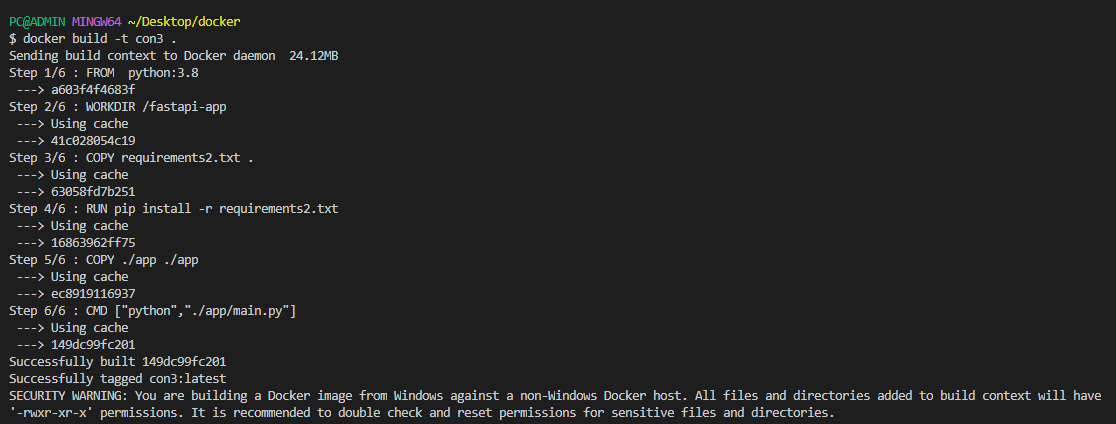 PC@ADMIN MINGW64 ~/Desktop/docker
$ docker build -t con3 .
Sending build context to Docker daemon  24.12MB
Step 1/6 : FROM  python:3.8
 ---> a603f4f4683f
Step 2/6 : WORKDIR /fastapi-app
 ---> Using cache
 ---> 41c028054c19
Step 3/6 : COPY requirements2.txt .
 ---> Using cache
 ---> 63058fd7b251
Step 4/6 : RUN pip install -r requirements2.txt
 ---> Using cache
 ---> 16863962ff75
Step 5/6 : COPY ./app ./app
 ---> Using cache
 ---> ec8919116937
Step 6/6 : CMD ["python","./app/main.py"]
 ---> Using cache
 ---> 149dc99fc201
Successfully built 149dc99fc201
Successfully tagged con3:latest
SECURITY WARNING: You are building a Docker image from Windows against a non-Windows Docker host. All files and directories added to build context will have
'-rwxr-xr-x' permissions. It is recommended to double check and reset permissions for sensitive files and directories.